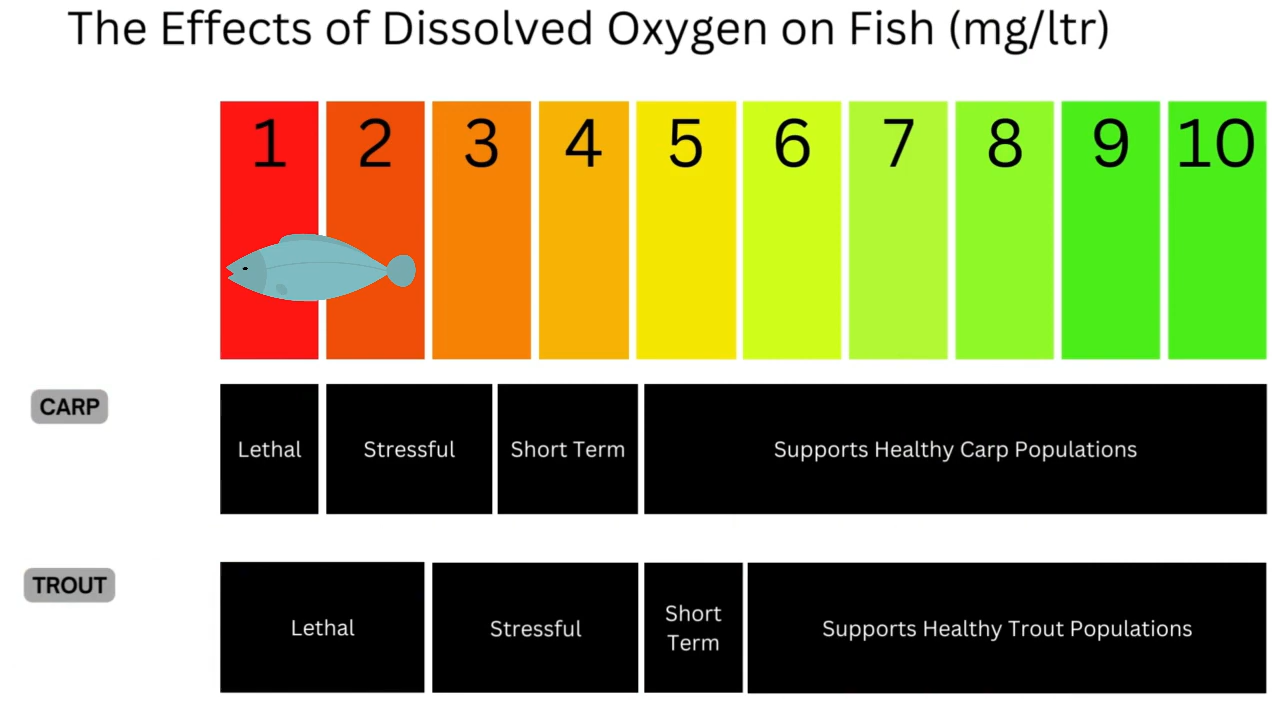 The Effects of Dissolved Oxygen on Fish (mg/ltr)
1 2 3 4 5 6 7 8 9 10
CARP
Lethal
Stressful
Short Term
Supports Healthy Carp Populations
TROUT
Lethal
Stressful
Short
Term
Supports Healthy Trout Populations